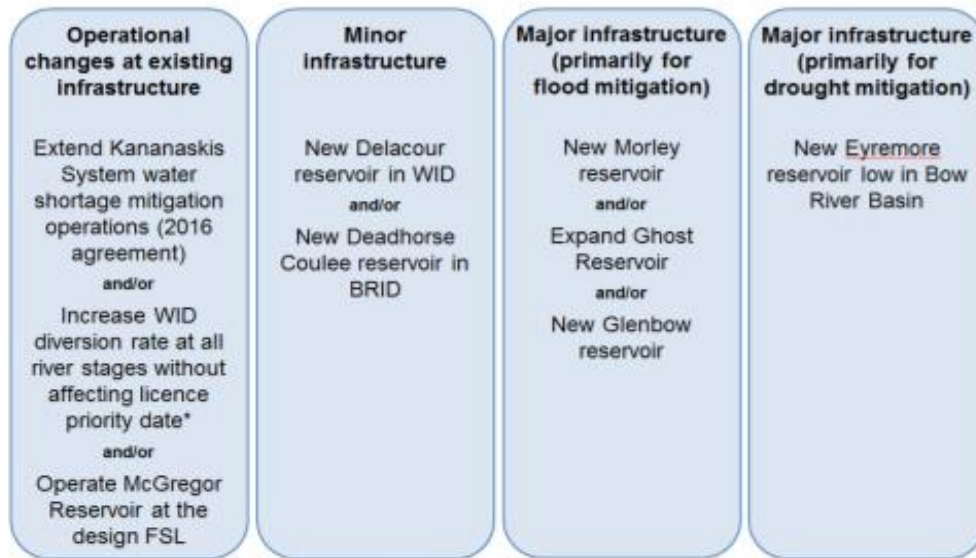 Operational
changes at existing
infrastructure
Extend Kananaskis
System water
shortage mitigation
operations (2016
agreement)
and/or
Increase WID
diversion rate at all
river stages without
affecting licence
priority date*
and/or
Operate McGregor
Reservoir at the
design FSL
Minor
infrastructure
New Delacour
reservoir in WID
and/or
New Deadhorse
Coulee reservoir in
BRID
Major infrastructure
(primarily for
flood mitigation)
New Morley
reservoir
and/or
Expand Ghost
Reservoir
and/or
New Glenbow
reservoir
Major infrastructure
(primarily for
drought mitigation)
New Eyremore
reservoir low in Bow
River Basin